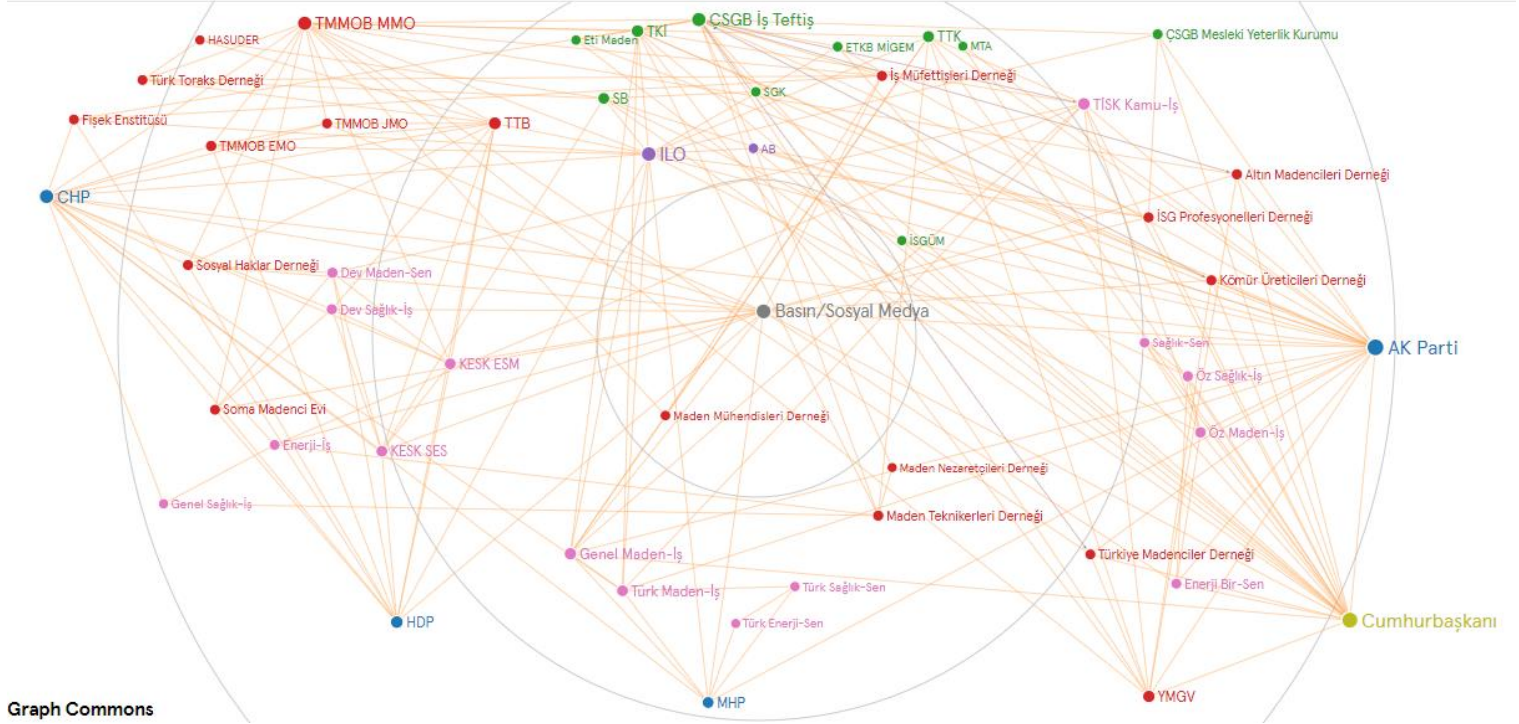 TMMOB MMO
ÇSGB İş Teftiş
TKİ
Eti Maden
HASUDER
ETKB MİGEM
TTK
MTA
ÇSGB Mesleki Yeterlik Kurumu
Türk Toraks Derneği
İş Müfettişleri Derneği
SGK
SB
TİSK Kamu-İş
Fişek Enstitüsü
TMMOB JMO
TTB
TMMOB EMO
ILO
AB
Altın Madencileri Derneği
CHP
İSG Profesyonelleri Derneği
İSGÜM
Sosyal Haklar Derneği
Dev Maden-Sen
Kömür Üreticileri Derneği
Dev Sağlık-İş
Basın/Sosyal Medya
Sağlık-Sen
AK Parti
KESK ESM
Öz Sağlık-İş
Soma Madenci Evi
Maden Mühendisleri Derneği
Öz Maden-İş
Enerji-İş
KESK SES
Maden Nezaretçileri Derneği
Genel Sağlık-İş
Maden Teknikerleri Derneği
Genel Maden-İş
Türkiye Madenciler Derneği
Türk Maden-İş
Türk Sağlık-Sen
Enerji Bir-Sen
HDP
Türk Enerji-Sen
Cumhurbaşkanı
MHP
YMGV
Graph Commons